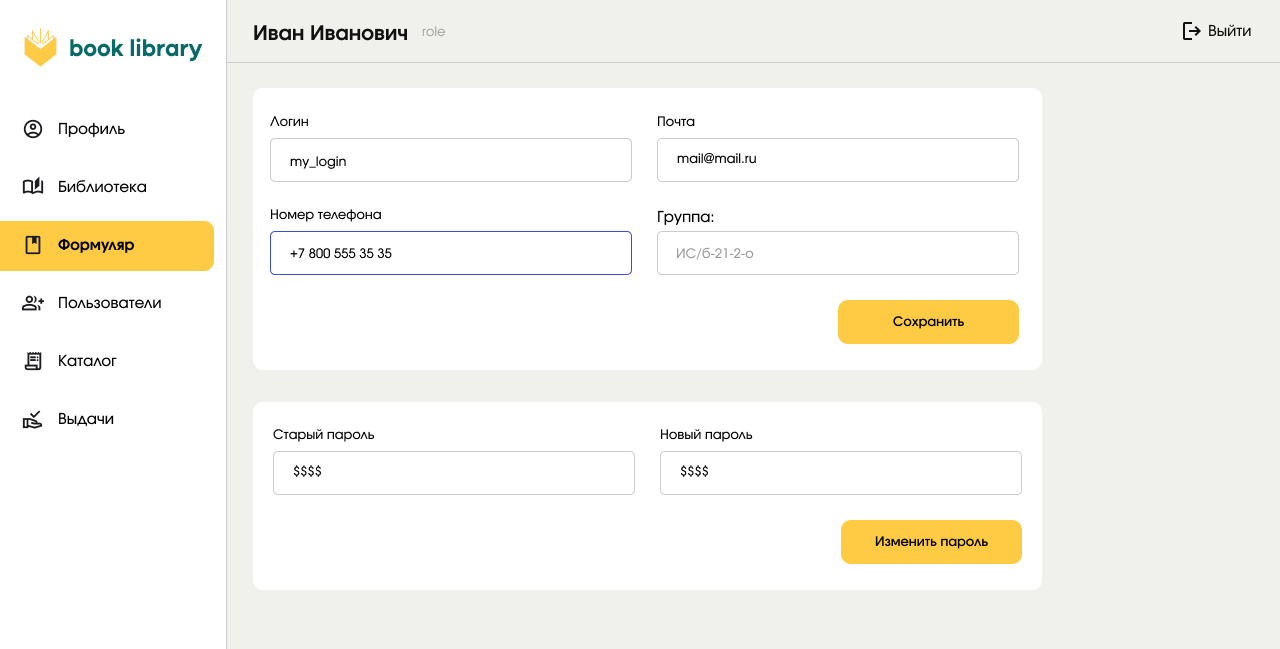 book library
Иван Иванович role
Выйти
Профиль
Библиотека
Формуляр
Пользователи
Каталог
Выдачи
Логин
my_login
Почта
mail@mail.ru
Номер телефона
+7 800 555 35 35
Группа:
ИС/б-21-2-о
Сохранить
Старый пароль
$$$$
Новый пароль
$$$$
Изменить пароль